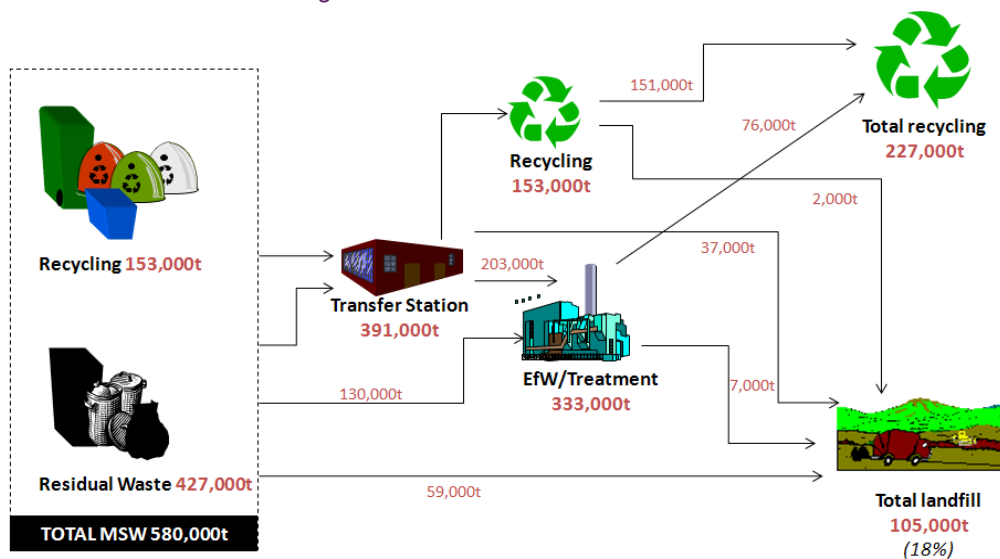 151,000t
76,000t
Total recycling
227,000t
Recycling
153,000t
2,000t
Recycling 153,000t
203,000t
37,000t
Transfer Station
391,000t
EfW/Treatment
333,000t
130,000t
7,000t
Residual Waste 427,000t
59,000t
Total landfill
105,000t
(18%)
TOTAL MSW 580,000t